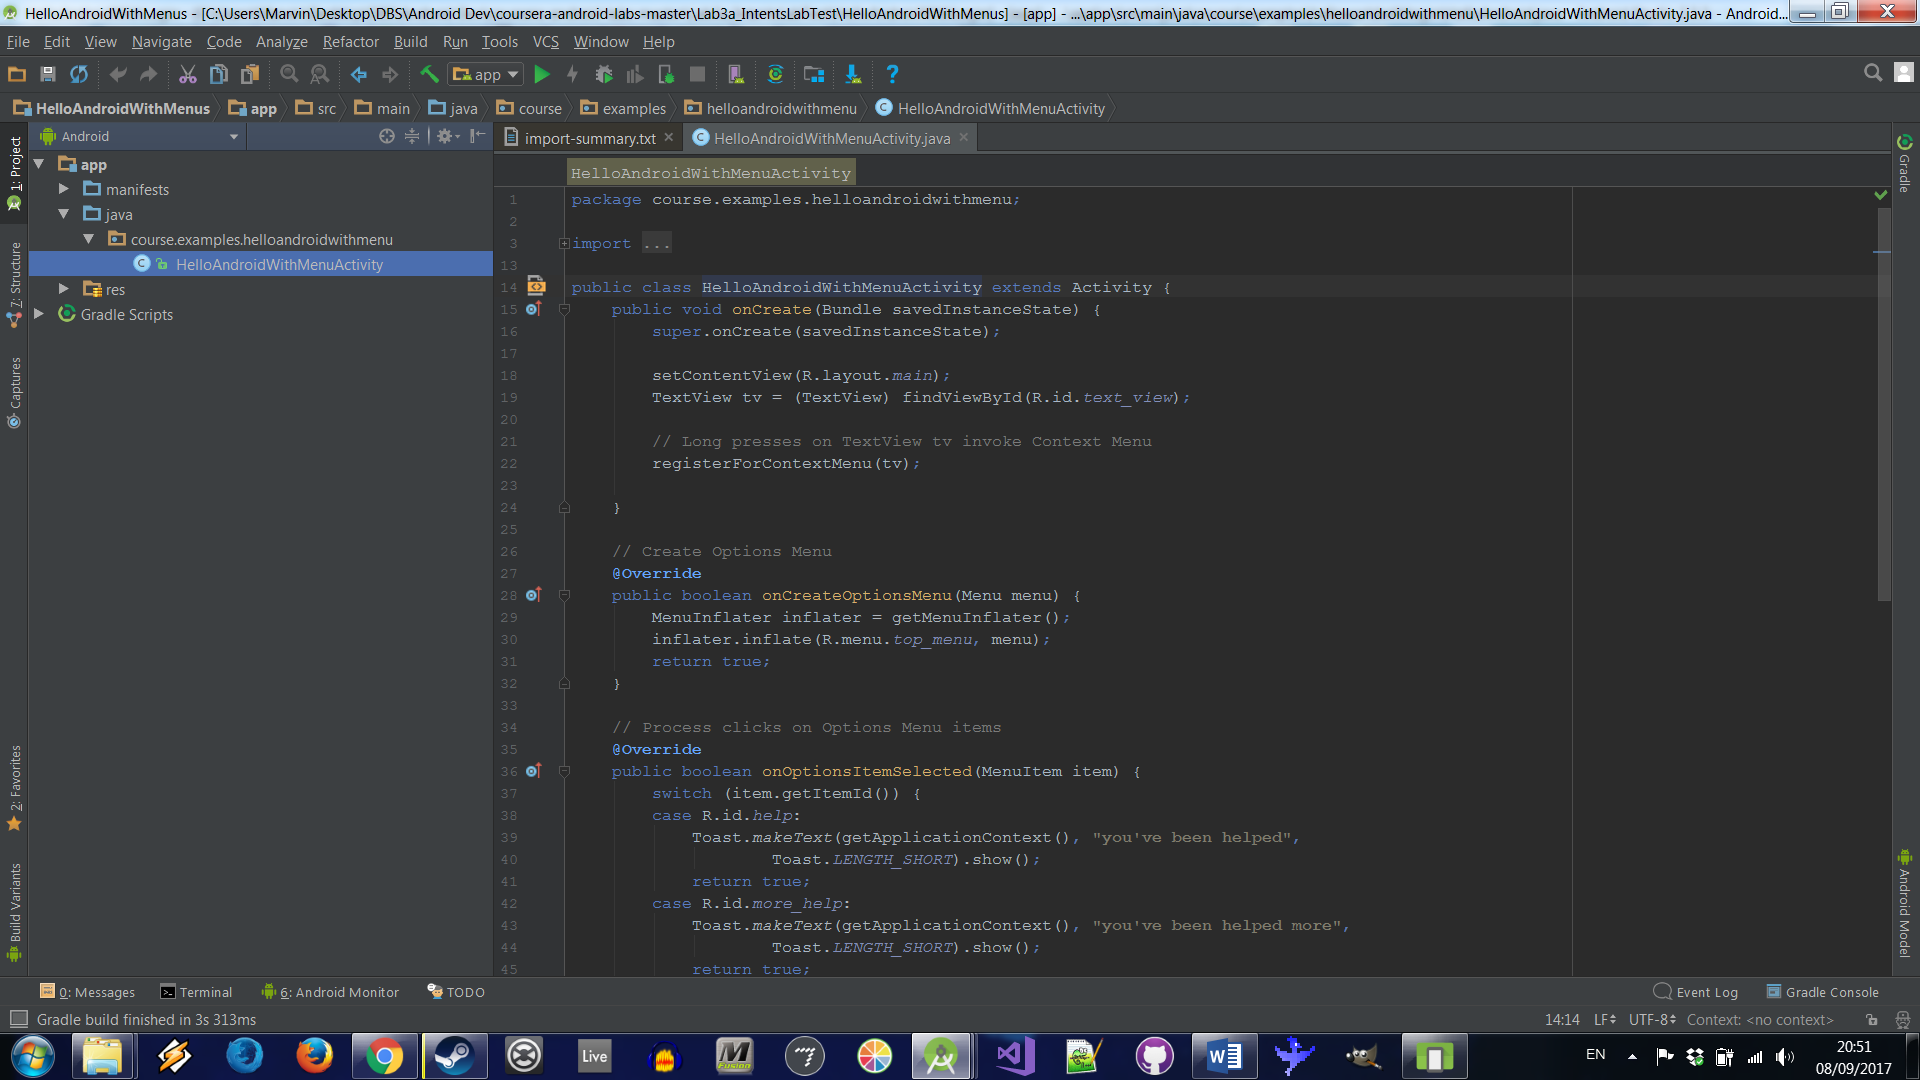 HelloAndroidWithMenus - [C:\Users\Marvin\Desktop\DBS\Android Dev\coursera-android-labs-master\Lab3a_IntentsLabTest\HelloAndroidWithMenus] - [app] - ...\app\src\main\java\course\examples\helloandroidwithmenu\HelloAndroidWithMenuActivity.java - Android...
File Edit View Navigate Code Analyze Refactor Build Run Tools VCS Window Help
app
HelloAndroidWithMenus app src main java course examples helloandroidwithmenu HelloAndroidWithMenuActivity
Android
import-summary.txt HelloAndroidWithMenuActivity.java
1: Project
7: Structure
Captures
2: Favorites
Build Variants
app
manifests
java
course.examples.helloandroidwithmenu
HelloAndroidWithMenuActivity
res
Gradle Scripts
HelloAndroidWithMenuActivity
1 package course.examples.helloandroidwithmenu;
2
3 import ...
13
14 public class HelloAndroidWithMenuActivity extends Activity {
15 public void onCreate(Bundle savedInstanceState) {
16 super.onCreate(savedInstanceState);
17
18 setContentView(R.layout.main);
19 TextView tv = (TextView) findViewById(R.id.text_view);
20
21 // Long presses on TextView tv invoke Context Menu
22 registerForContextMenu(tv);
23
24 }
25
26 // Create Options Menu
27 @Override
28 public boolean onCreateOptionsMenu(Menu menu) {
29 MenuInflater inflater = getMenuInflater();
30 inflater.inflate(R.menu.top_menu, menu);
31 return true;
32 }
33
34 // Process clicks on Options Menu items
35 @Override
36 public boolean onOptionsItemSelected(MenuItem item) {
37 switch (item.getItemId()) {
38 case R.id.help:
39 Toast.makeText(getApplicationContext(), "you've been helped",
40 Toast.LENGTH_SHORT).show();
41 return true;
42 case R.id.more_help:
43 Toast.makeText(getApplicationContext(), "you've been helped more",
44 Toast.LENGTH_SHORT).show();
45 return true;
Gradle
Android Model
0: Messages Terminal 6: Android Monitor TODO Event Log Gradle Console
Gradle build finished in 3s 313ms 14:14 LF UTF-8 Context: <no context>
Live
Fusion
EN
20:51
08/09/2017